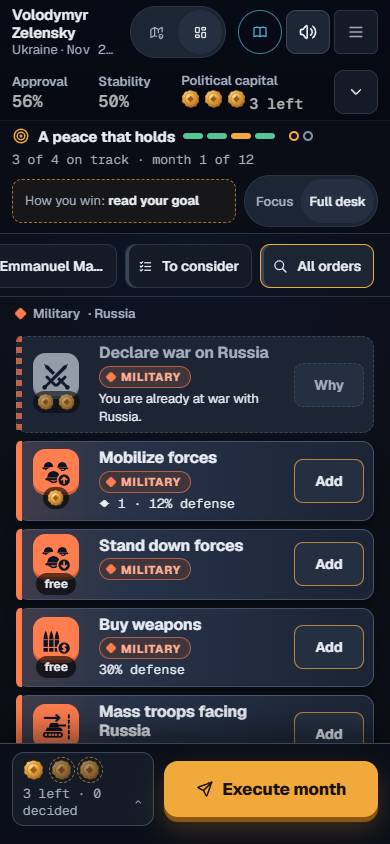 Volodymyr
Zelensky
Ukraine · Nov 2…
Approval
56%
Stability
50%
Political capital
3 left
A peace that holds
3 of 4 on track · month 1 of 12
How you win: read your goal
Focus
Full desk
Emmanuel Ma…
To consider
All orders
Military · Russia
Declare war on Russia
MILITARY
You are already at war with
Russia.
Why
Mobilize forces
MILITARY
1 · 12% defense
Add
Stand down forces
MILITARY
free
Add
Buy weapons
MILITARY
30% defense
free
Add
Mass troops facing
Russia
Add
3 left · 0
decided
Execute month